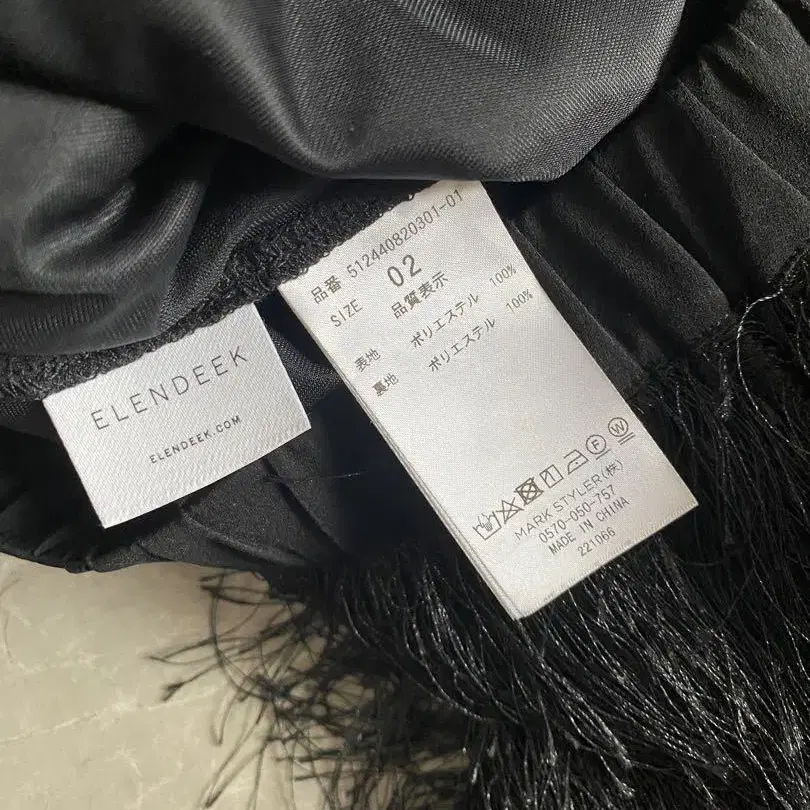 ELENDEEK
ELENDEEK.COM
品番 512440820301-01
SIZE 02
品質表示
表地 ポリエステル 100%
裏地 ポリエステル 100%
MARK STYLER(株)
0570-050-757
MADE IN CHINA
221066